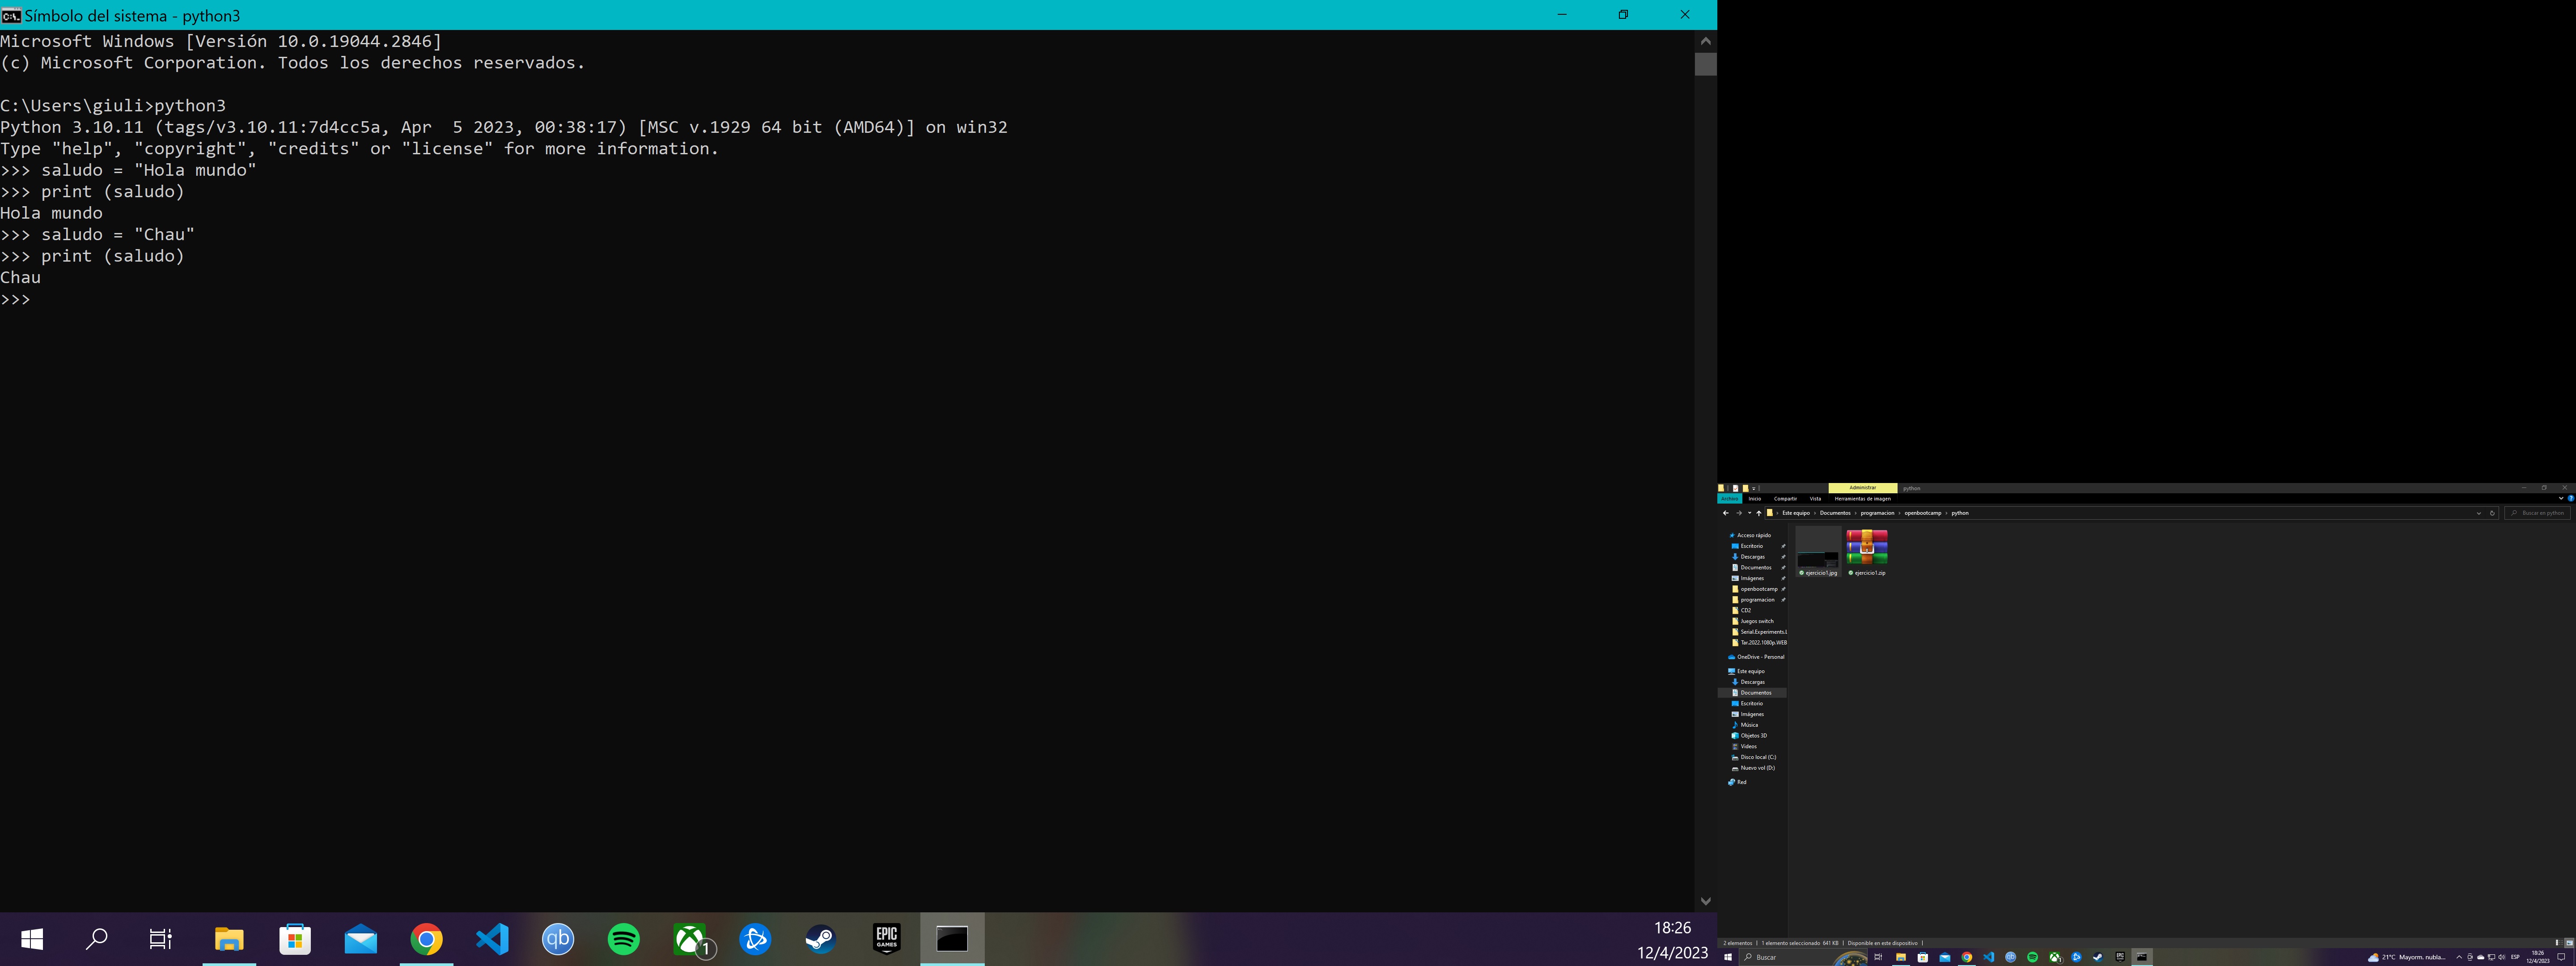 Símbolo del sistema - python3
Microsoft Windows [Versión 10.0.19044.2846]
(c) Microsoft Corporation. Todos los derechos reservados.
C:\Users\giuli>python3
Python 3.10.11 (tags/v3.10.11:7d4cc5a, Apr  5 2023, 00:38:17) [MSC v.1929 64 bit (AMD64)] on win32
Type "help", "copyright", "credits" or "license" for more information.
>>> saludo = "Hola mundo"
>>> print (saludo)
Hola mundo
>>> saludo = "Chau"
>>> print (saludo)
Chau
>>>
qb
1
EPIC GAMES
18:26
12/4/2023
Administrar
python
Archivo Inicio Compartir Vista Herramientas de imagen
Este equipo > Documentos > programacion > openbootcamp > python
Buscar en python
Acceso rápido
Escritorio
Descargas
Documentos
Imágenes
openbootcamp
programacion
CD2
Juegos switch
Serial.Experiments.L
Tar.2022.1080p.WEB
OneDrive - Personal
Este equipo
Descargas
Documentos
Escritorio
Imágenes
Música
Objetos 3D
Videos
Disco local (C:)
Nuevo vol (D:)
Red
ejercicio1.jpg
ejercicio1.zip
2 elementos | 1 elemento seleccionado 641 KB | Disponible en este dispositivo |
Buscar
21°C Mayorm. nubla...
ESP
18:26
12/4/2023